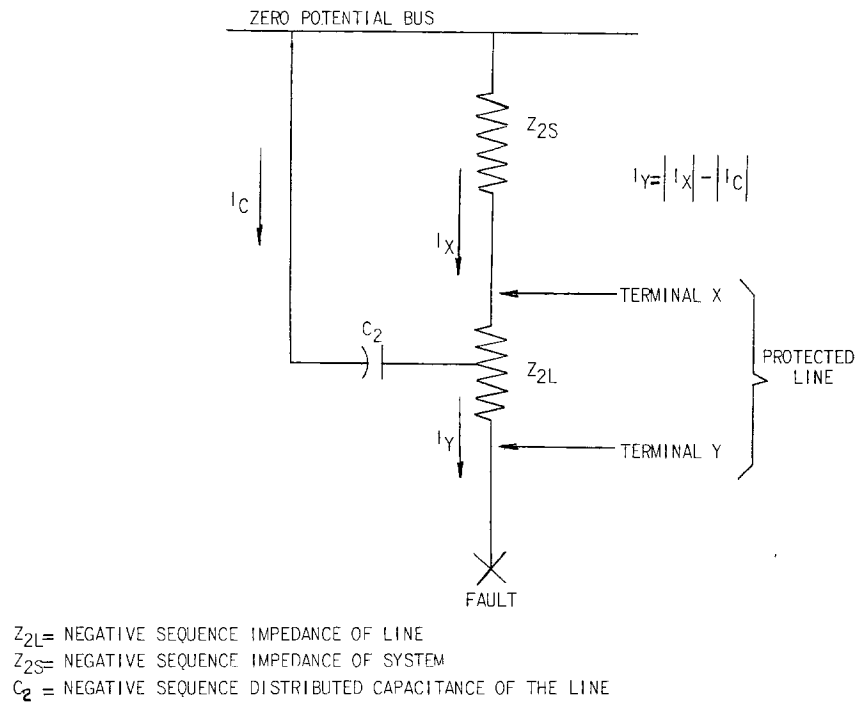 ZERO POTENTIAL BUS
Z2S
IY=|IX|-|IC|
IC
IX
TERMINAL X
C2
Z2L
PROTECTED
LINE
IY
TERMINAL Y
FAULT
Z2L= NEGATIVE SEQUENCE IMPEDANCE OF LINE
Z2S= NEGATIVE SEQUENCE IMPEDANCE OF SYSTEM
C2 = NEGATIVE SEQUENCE DISTRIBUTED CAPACITANCE OF THE LINE